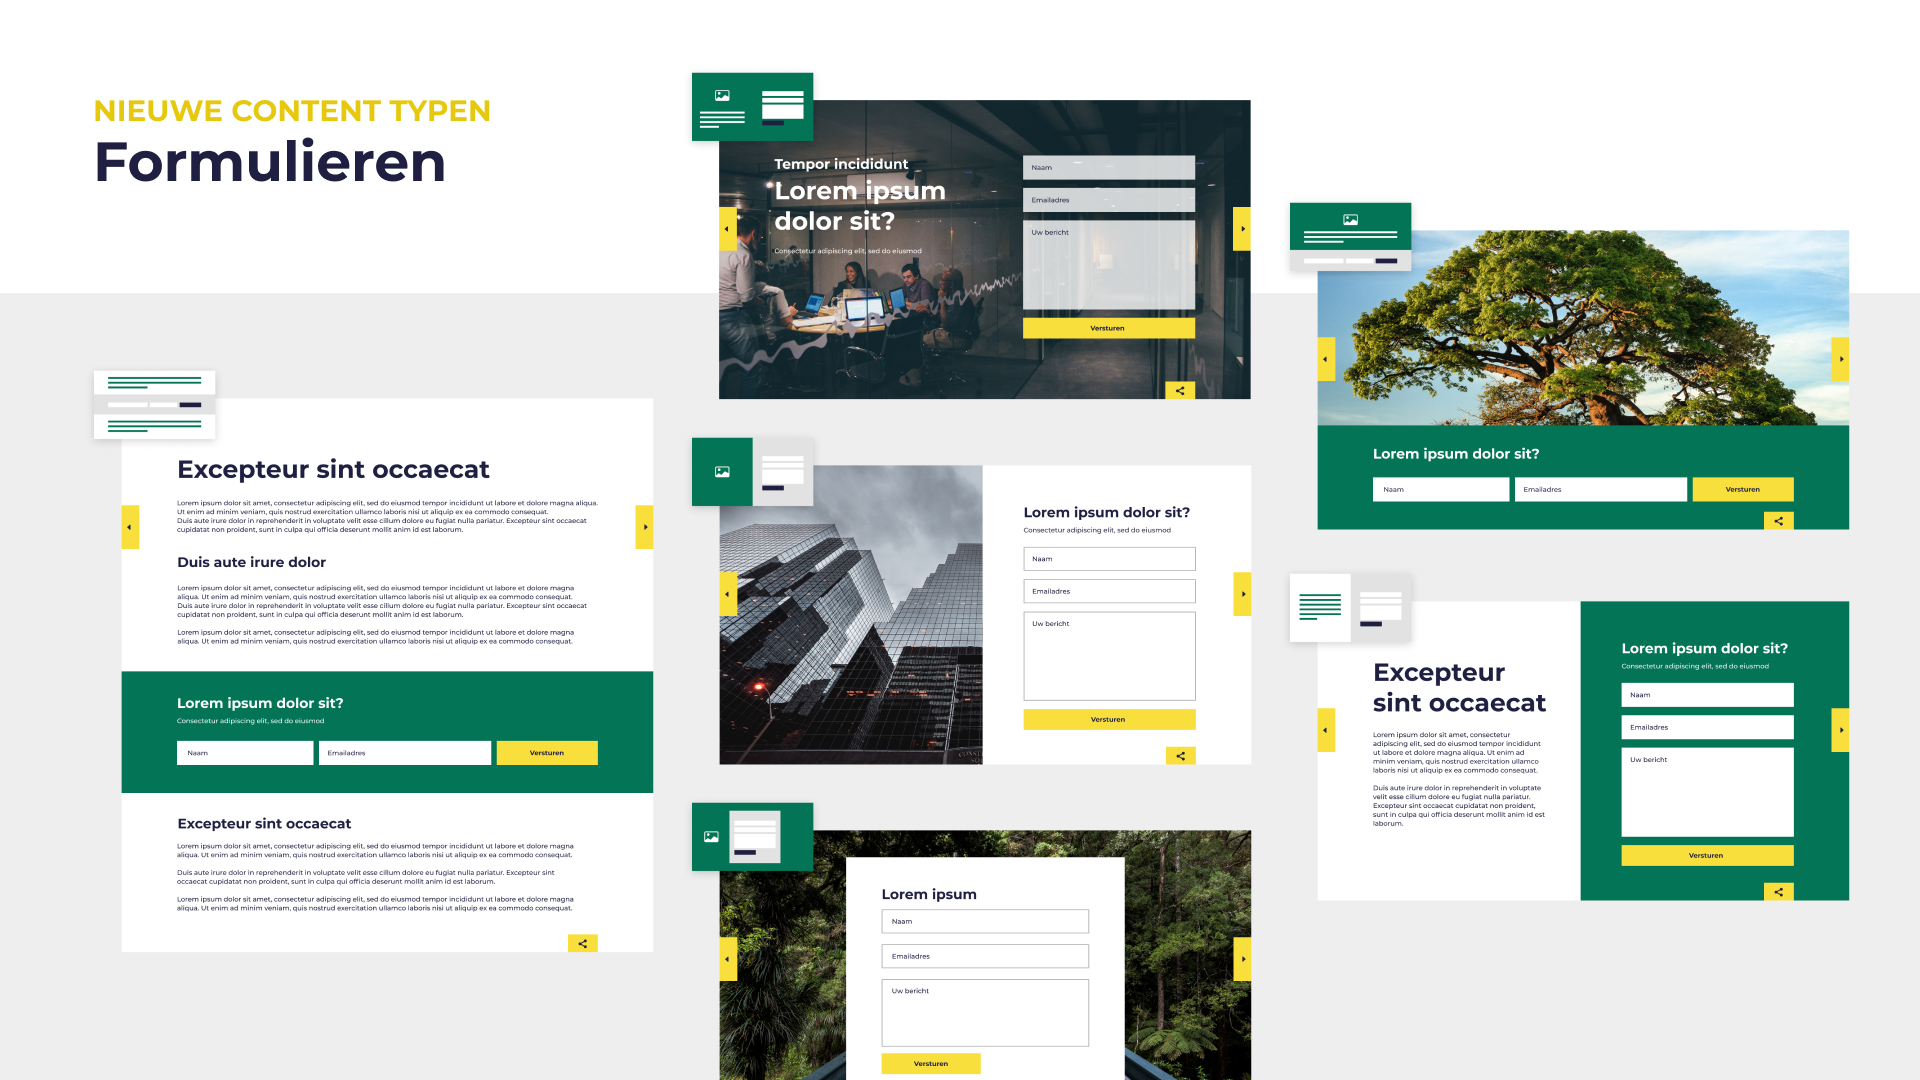 NIEUWE CONTENT TYPEN
Formulieren
Excepteur sint occaecat
Lorem ipsum dolor sit amet, consectetur adipiscing elit, sed do eiusmod tempor incididunt ut labore et dolore magna aliqua.
Ut enim ad minim veniam, quis nostrud exercitation ullamco laboris nisi ut aliquip ex ea commodo consequat.
Duis aute irure dolor in reprehenderit in voluptate velit esse cillum dolore eu fugiat nulla pariatur. Excepteur sint occaecat
cupidatat non proident, sunt in culpa qui officia deserunt mollit anim id est laborum.
Duis aute irure dolor
Lorem ipsum dolor sit amet, consectetur adipiscing elit, sed do eiusmod tempor incididunt ut labore et dolore magna
aliqua. Ut enim ad minim veniam, quis nostrud exercitation ullamco laboris nisi ut aliquip ex ea commodo consequat.
Duis aute irure dolor in reprehenderit in voluptate velit esse cillum dolore eu fugiat nulla pariatur. Excepteur sint occaecat
cupidatat non proident, sunt in culpa qui officia deserunt mollit anim id est laborum.
Lorem ipsum dolor sit amet, consectetur adipiscing elit, sed do eiusmod tempor incididunt ut labore et dolore magna
aliqua. Ut enim ad minim veniam, quis nostrud exercitation ullamco laboris nisi ut aliquip ex ea commodo consequat.
Lorem ipsum dolor sit?
Consectetur adipiscing elit, sed do eiusmod
Naam
Emailadres
Versturen
Excepteur sint occaecat
Lorem ipsum dolor sit amet, consectetur adipiscing elit, sed do eiusmod tempor incididunt ut labore et dolore magna
aliqua. Ut enim ad minim veniam, quis nostrud exercitation ullamco laboris nisi ut aliquip ex ea commodo consequat.
Duis aute irure dolor in reprehenderit in voluptate velit esse cillum dolore eu fugiat nulla pariatur. Excepteur sint
occaecat cupidatat non proident, sunt in culpa qui officia deserunt mollit anim id est laborum.
Lorem ipsum dolor sit amet, consectetur adipiscing elit, sed do eiusmod tempor incididunt ut labore et dolore magna
aliqua. Ut enim ad minim veniam, quis nostrud exercitation ullamco laboris nisi ut aliquip ex ea commodo consequat.
Tempor incididunt
Lorem ipsum
dolor sit?
Consectetur adipiscing elit, sed do eiusmod
Naam
Emailadres
Uw bericht
Versturen
Lorem ipsum dolor sit?
Consectetur adipiscing elit, sed do eiusmod
Naam
Emailadres
Uw bericht
Versturen
Lorem ipsum
Naam
Emailadres
Uw bericht
Versturen
Lorem ipsum dolor sit?
Naam
Emailadres
Versturen
Excepteur
sint occaecat
Lorem ipsum dolor sit amet, consectetur
adipiscing elit, sed do eiusmod tempor incididunt
ut labore et dolore magna aliqua. Ut enim ad
minim veniam, quis nostrud exercitation ullamco
laboris nisi ut aliquip ex ea commodo consequat.
Duis aute irure dolor in reprehenderit in voluptate
velit esse cillum dolore eu fugiat nulla pariatur.
Excepteur sint occaecat cupidatat non proident,
sunt in culpa qui officia deserunt mollit anim id est
laborum.
Lorem ipsum dolor sit?
Consectetur adipiscing elit, sed do eiusmod
Naam
Emailadres
Uw bericht
Versturen